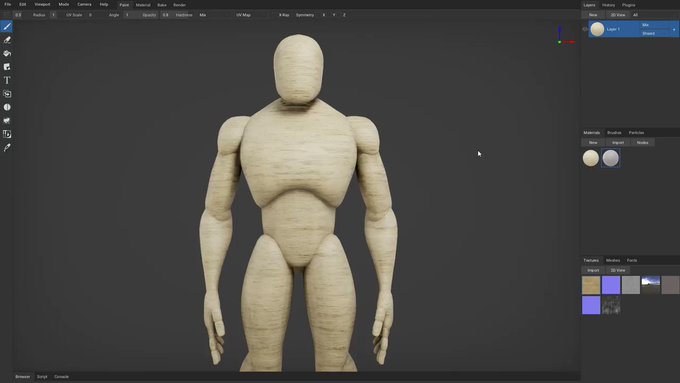 File Edit Viewport Mode Camera Help Paint Material Bake Render
0.5 Radius 1 UV Scale 0 Angle 1 Opacity 0.8 Hardness Mix UV Map X-Ray Symmetry X Y Z
Layers History Plugins
New 2D View All
Layer 1 Mix
Shared
Materials Brushes Particles
New Import Nodes
Textures Meshes Fonts
Import 2D View
Browser Script Console